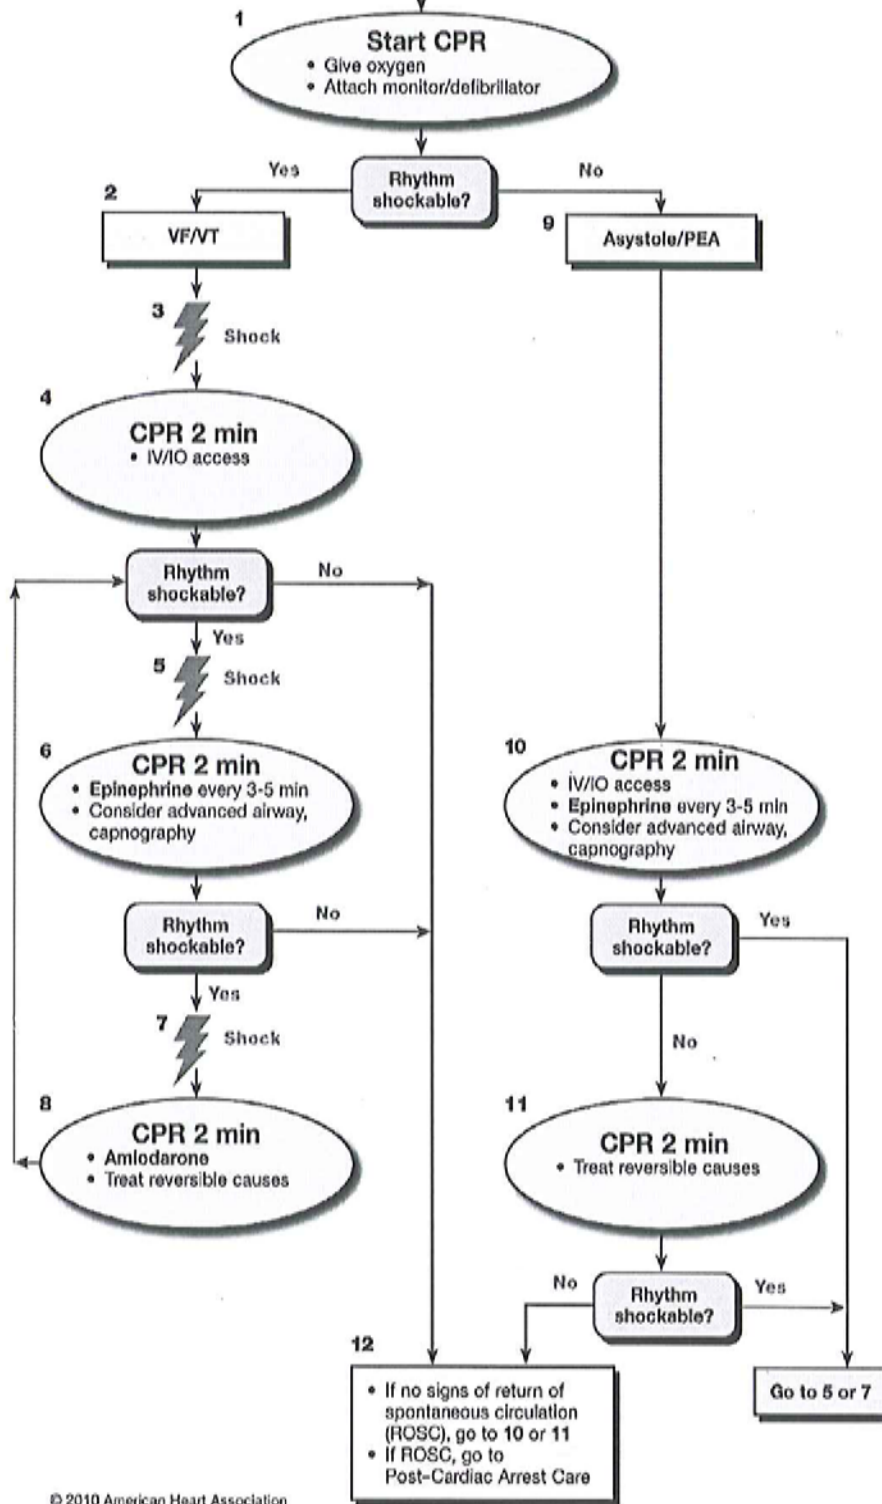 1
Start CPR
• Give oxygen
• Attach monitor/defibrillator
Rhythm
shockable?
Yes
No
2
VF/VT
9
Asystole/PEA
3
Shock
4
CPR 2 min
• IV/IO access
Rhythm
shockable?
No
Yes
5
Shock
6
CPR 2 min
• Epinephrine every 3-5 min
• Consider advanced airway,
capnography
10
CPR 2 min
• IV/IO access
• Epinephrine every 3-5 min
• Consider advanced airway,
capnography
Rhythm
shockable?
No
Yes
Rhythm
shockable?
Yes
No
7
Shock
8
CPR 2 min
• Amiodarone
• Treat reversible causes
11
CPR 2 min
• Treat reversible causes
Rhythm
shockable?
No
Yes
12
• If no signs of return of
spontaneous circulation
(ROSC), go to 10 or 11
• If ROSC, go to
Post-Cardiac Arrest Care
Go to 5 or 7
© 2010 American Heart Association